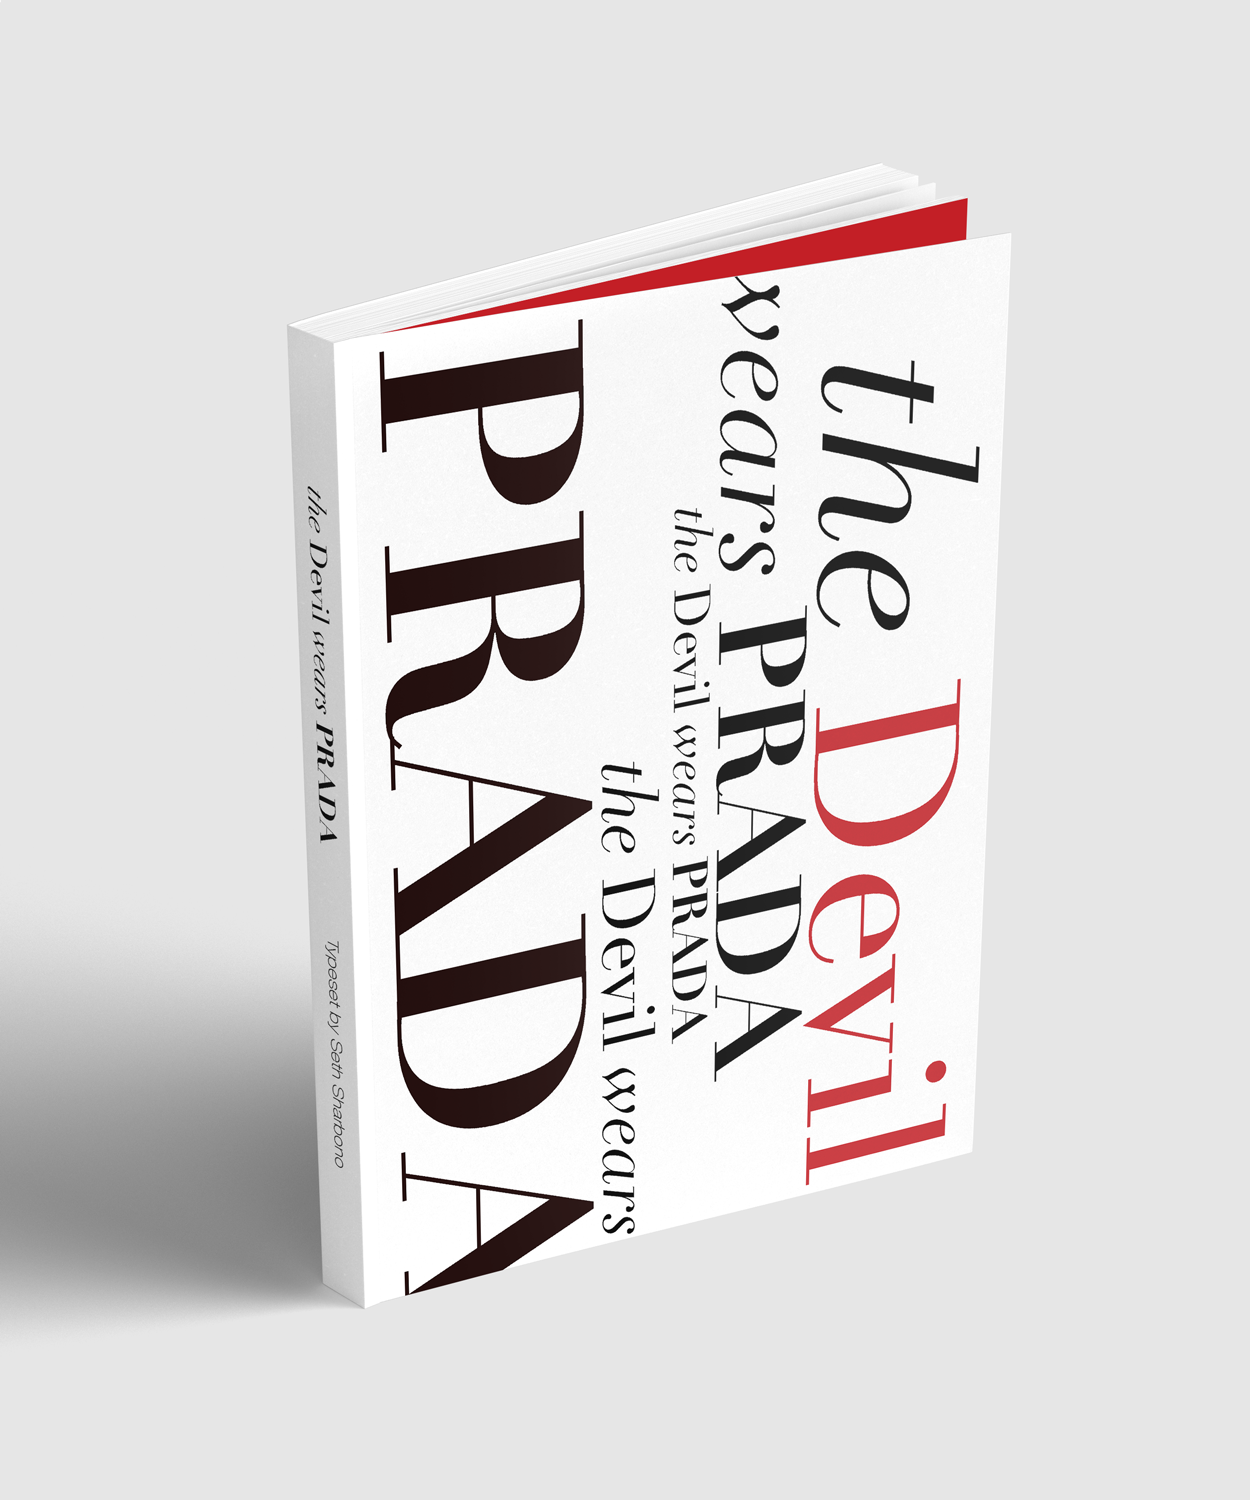 the Devil
wears PRADA
the Devil wears PRADA
the Devil wears
PRADA
the Devil wears PRADA
Typeset by Seth Sharbono